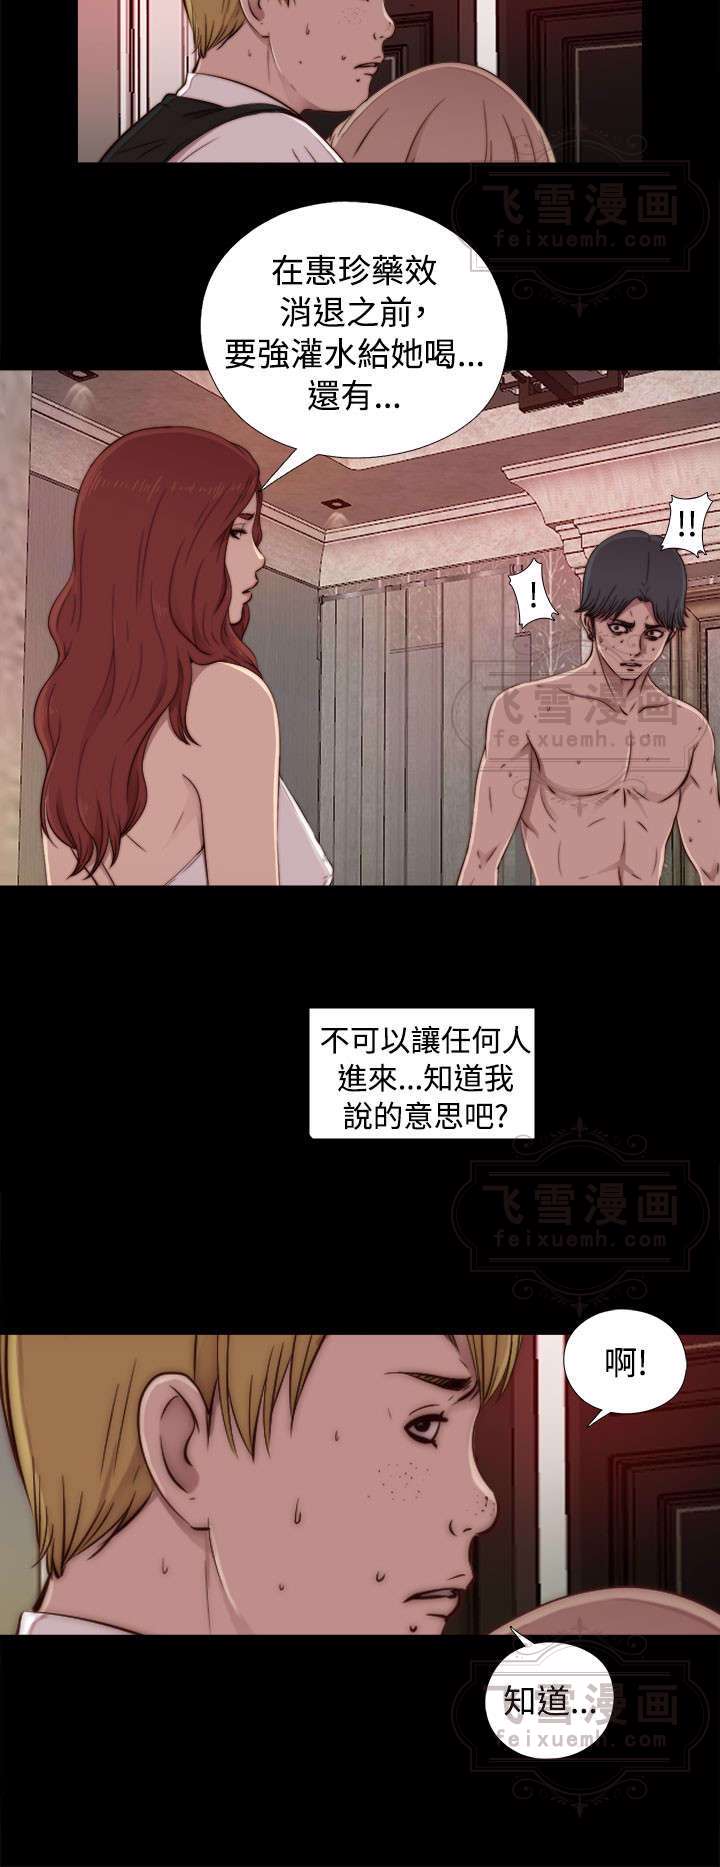 飞雪漫画
feixuemh.com
在惠珍藥效
消退之前,
要強灌水給她喝...
還有...
!!
!
飞雪漫画
feixuemh.com
不可以讓任何人
進來...知道我
說的意思吧?
飞雪漫画
feixuemh.com
啊!
知道...
飞雪漫画
feixuemh.com